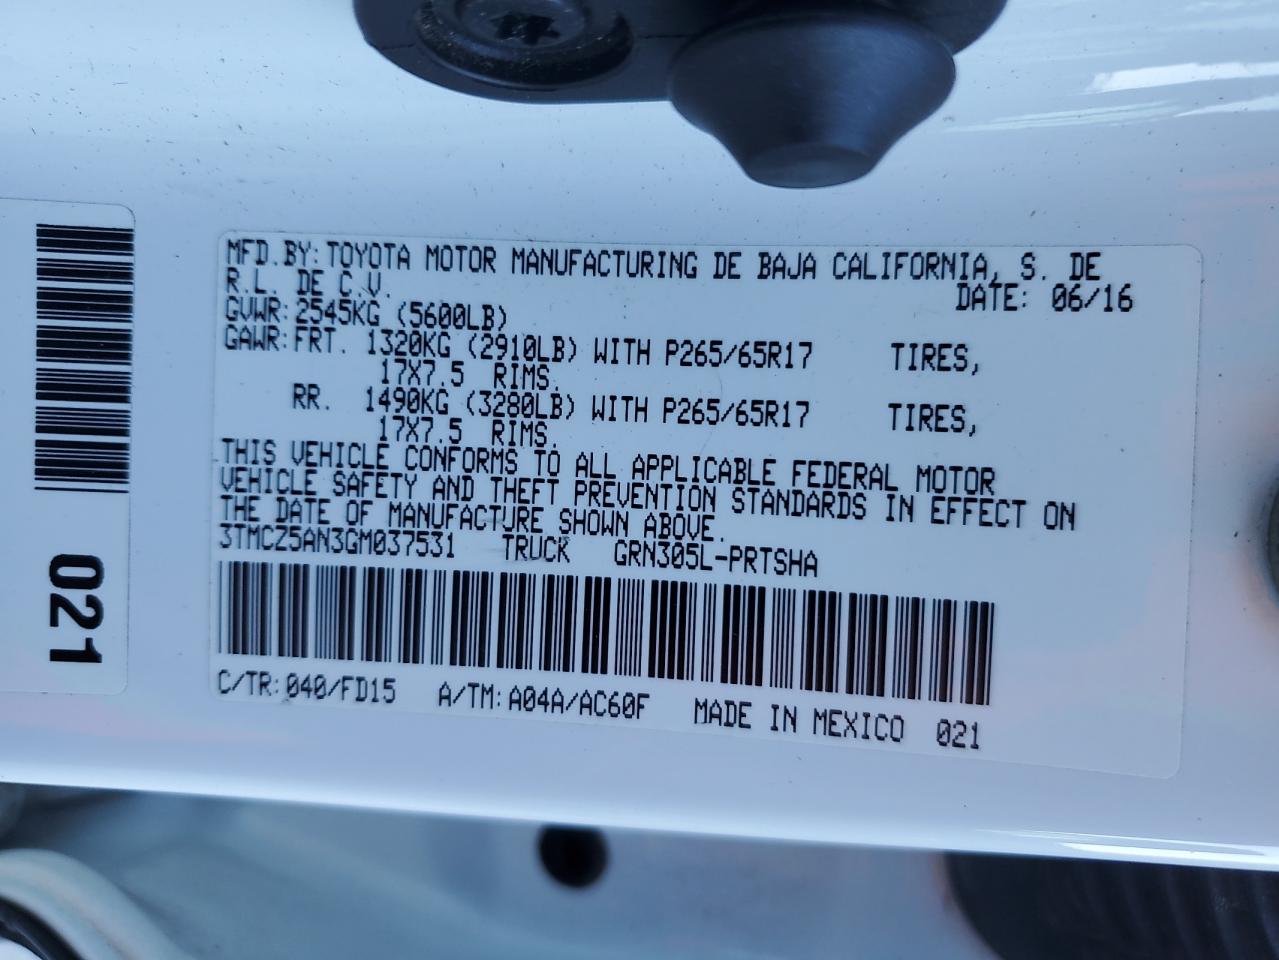 MFD.BY:TOYOTA MOTOR MANUFACTURING DE BAJA CALIFORNIA, S. DE
R.L. DE C.V. DATE: 06/16
GVWR:2545KG (5600LB)
GAWR:FRT. 1320KG (2910LB) WITH P265/65R17 TIRES,
17X7.5 RIMS.
RR. 1490KG (3280LB) WITH P265/65R17 TIRES,
17X7.5 RIMS.
THIS VEHICLE CONFORMS TO ALL APPLICABLE FEDERAL MOTOR
VEHICLE SAFETY AND THEFT PREVENTION STANDARDS IN EFFECT ON
THE DATE OF MANUFACTURE SHOWN ABOVE.
3TMCZ5AN3GM037531 TRUCK GRN305L-PRTSHA
C/TR:040/FD15 A/TM:A04A/AC60F MADE IN MEXICO 021
021